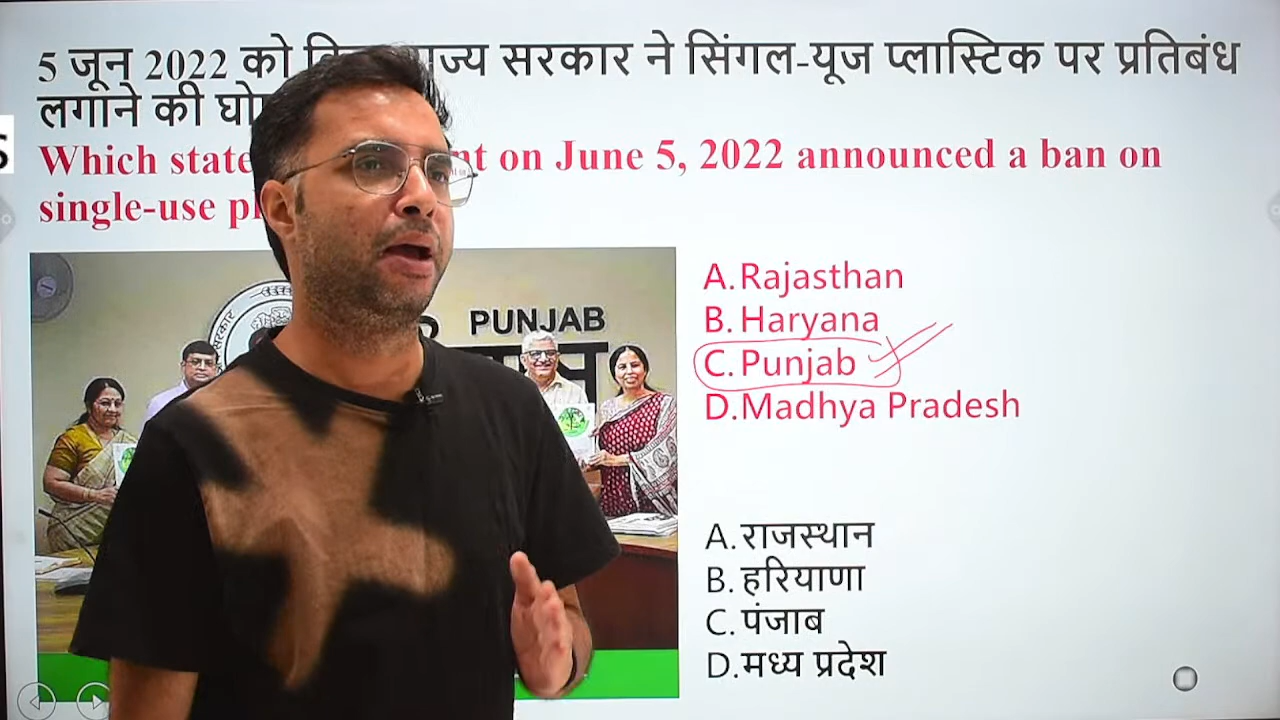 5 जून 2022 को राज्य सरकार ने सिंगल-यूज प्लास्टिक पर प्रतिबंध
लगाने की
Which on June 5, 2022 announced a ban on
single-use
S
PUNJAB
सरकार
A. Rajasthan
B. Haryana
C. Punjab
D. Madhya Pradesh
A. राजस्थान
B. हरियाणा
C. पंजाब
D. मध्य प्रदेश